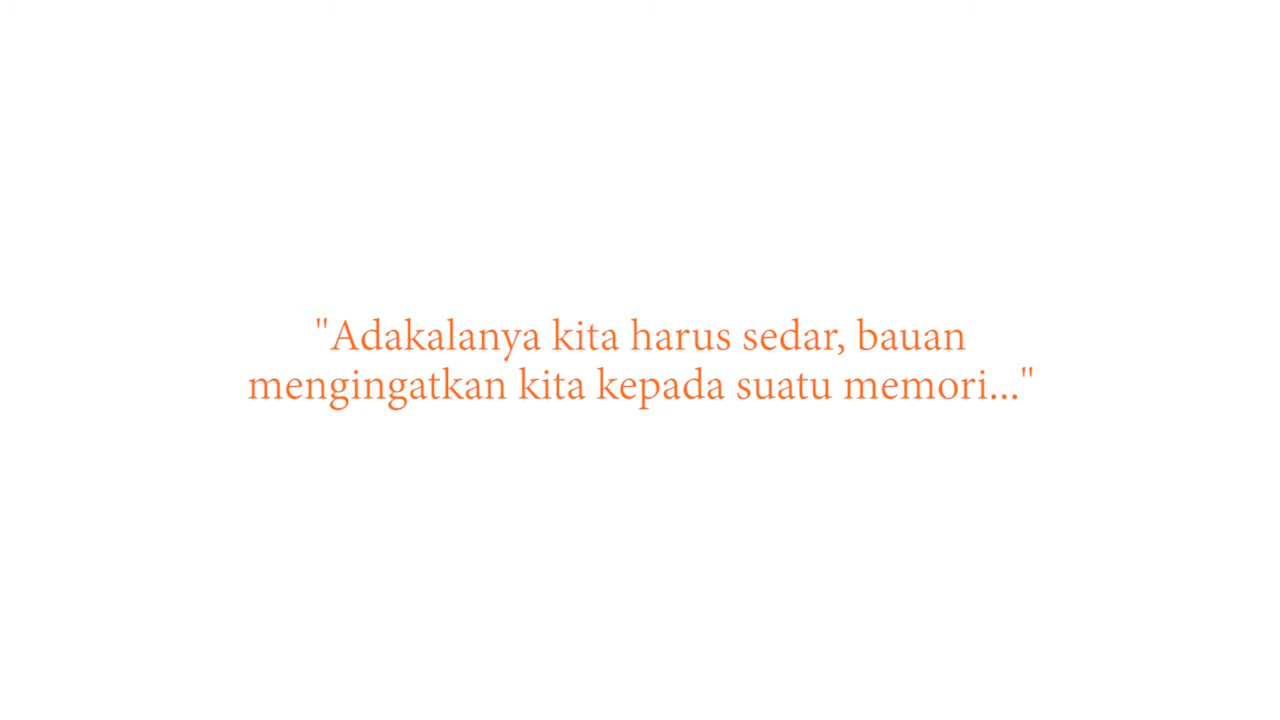 "Adakalanya kita harus sedar, bauan
mengingatkan kita kepada suatu memori..."